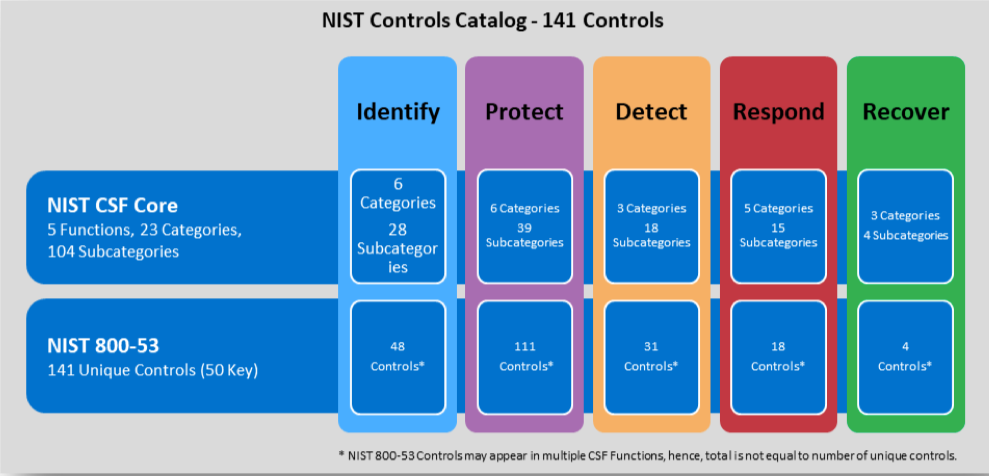 NIST Controls Catalog - 141 Controls
Identify
Protect
Detect
Respond
Recover
NIST CSF Core
5 Functions, 23 Categories,
104 Subcategories
6
Categories
28
Subcategor
ies
6 Categories
39
Subcategories
3 Categories
18
Subcategories
5 Categories
15
Subcategories
3 Categories
4 Subcategories
NIST 800-53
141 Unique Controls (50 Key)
48
Controls*
111
Controls*
31
Controls*
18
Controls*
4
Controls*
* NIST 800-53 Controls may appear in multiple CSF Functions, hence, total is not equal to number of unique controls.